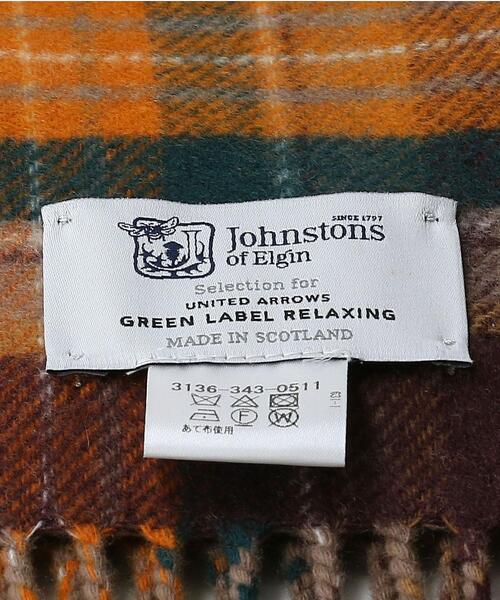 SINCE 1797
Johnstons
of Elgin
Selection for
UNITED ARROWS
GREEN LABEL RELAXING
MADE IN SCOTLAND
3136-343-0511
あて布使用